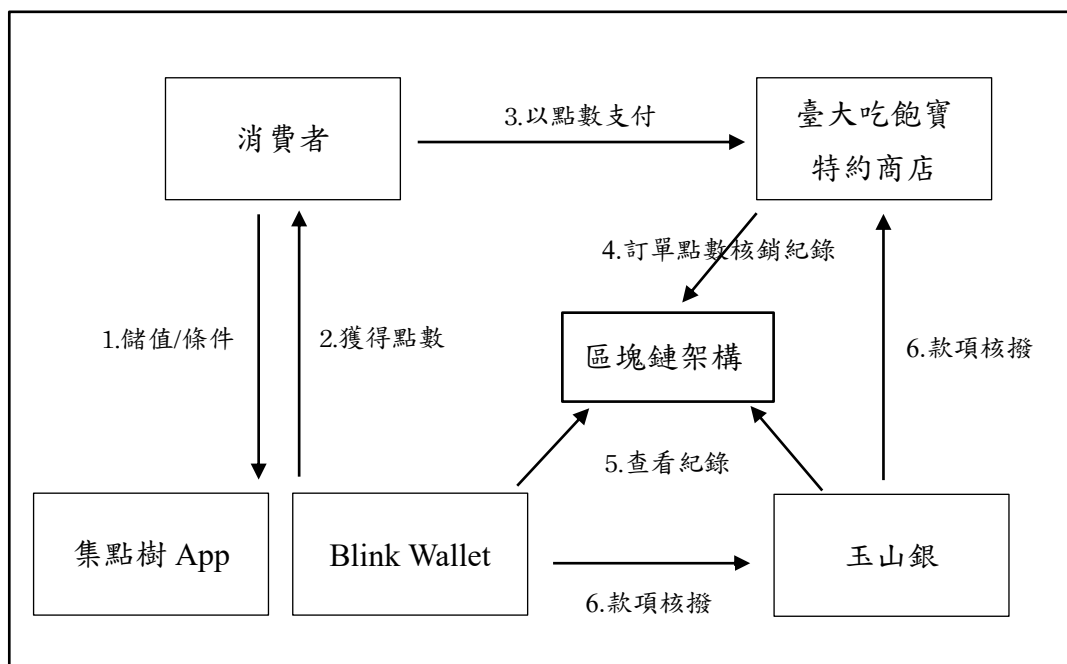 消費者
3.以點數支付
臺大吃飽寶
特約商店
4.訂單點數核銷紀錄
1.儲值/條件
2.獲得點數
區塊鏈架構
6.款項核撥
5.查看紀錄
集點樹 App
Blink Wallet
玉山銀
6.款項核撥